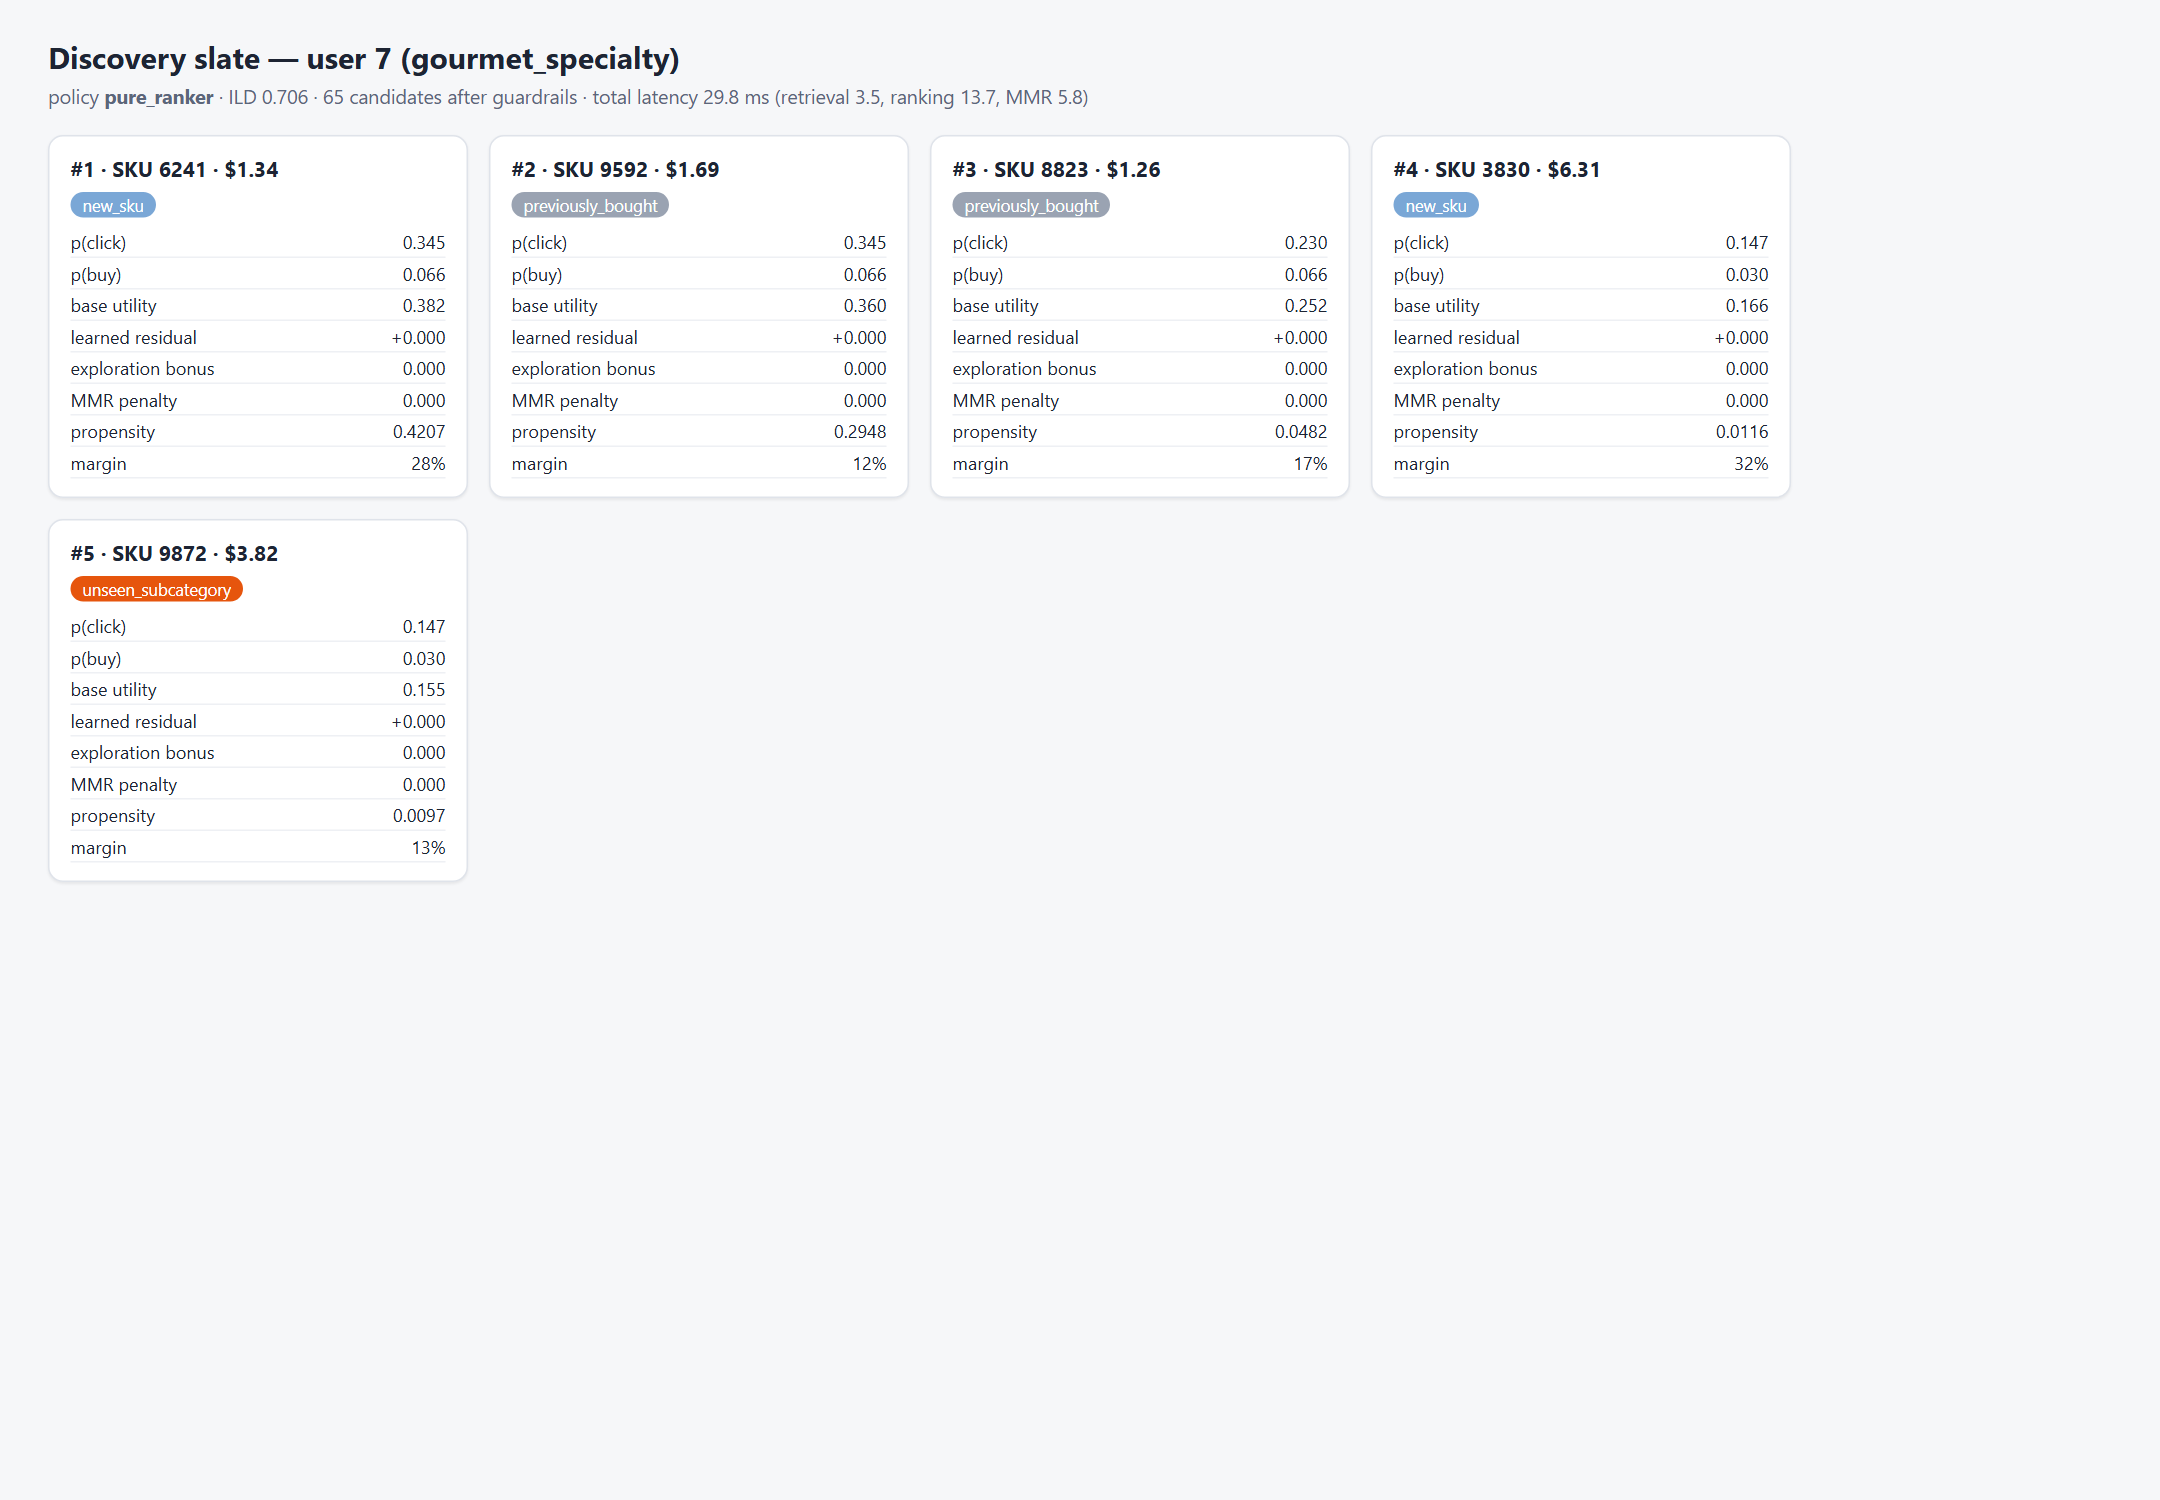 Discovery slate — user 7 (gourmet_specialty)
policy pure_ranker · ILD 0.706 · 65 candidates after guardrails · total latency 29.8 ms (retrieval 3.5, ranking 13.7, MMR 5.8)
#1 · SKU 6241 · $1.34
new_sku
p(click) 0.345
p(buy) 0.066
base utility 0.382
learned residual +0.000
exploration bonus 0.000
MMR penalty 0.000
propensity 0.4207
margin 28%
#2 · SKU 9592 · $1.69
previously_bought
p(click) 0.345
p(buy) 0.066
base utility 0.360
learned residual +0.000
exploration bonus 0.000
MMR penalty 0.000
propensity 0.2948
margin 12%
#3 · SKU 8823 · $1.26
previously_bought
p(click) 0.230
p(buy) 0.066
base utility 0.252
learned residual +0.000
exploration bonus 0.000
MMR penalty 0.000
propensity 0.0482
margin 17%
#4 · SKU 3830 · $6.31
new_sku
p(click) 0.147
p(buy) 0.030
base utility 0.166
learned residual +0.000
exploration bonus 0.000
MMR penalty 0.000
propensity 0.0116
margin 32%
#5 · SKU 9872 · $3.82
unseen_subcategory
p(click) 0.147
p(buy) 0.030
base utility 0.155
learned residual +0.000
exploration bonus 0.000
MMR penalty 0.000
propensity 0.0097
margin 13%